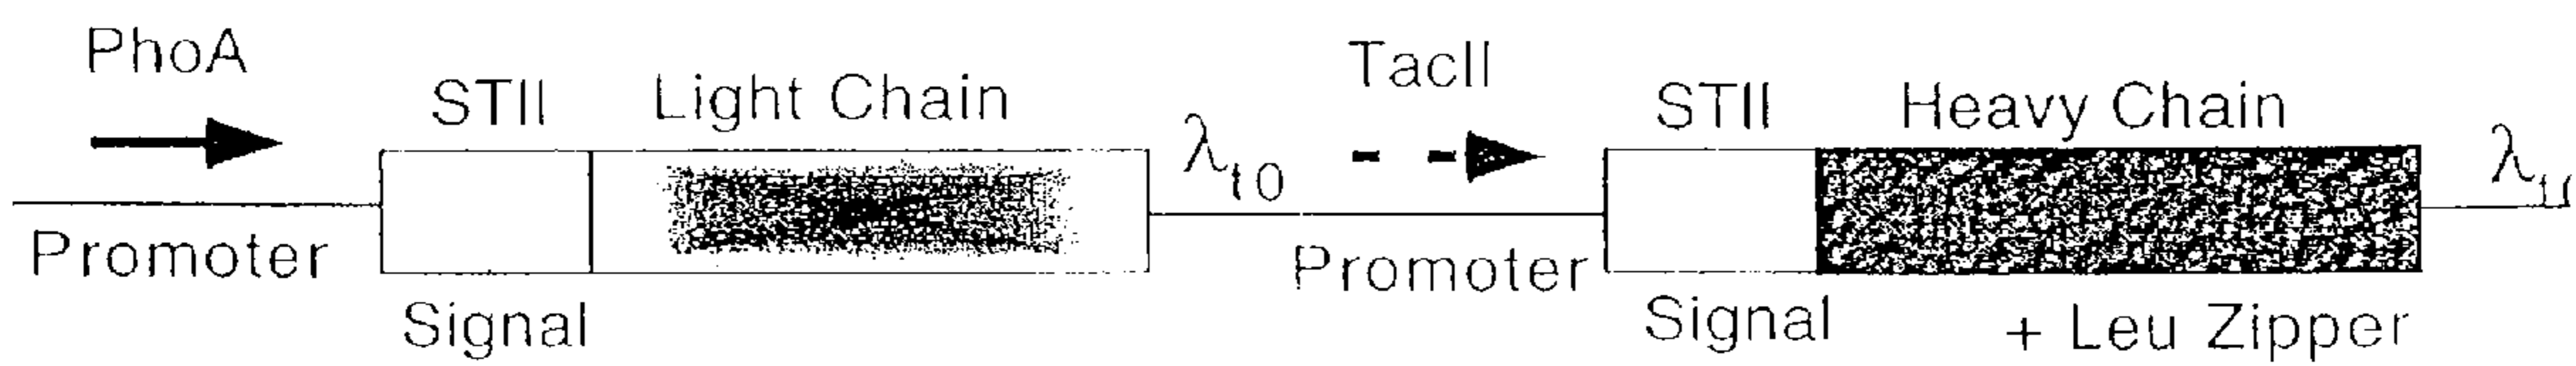 PhoA
Promoter
STII
Signal
Light Chain
λt0
TacII
Promoter
STII
Signal
Heavy Chain
+ Leu Zipper